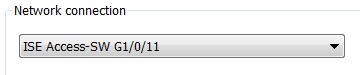 Network connection
ISE Access-SW G1/0/11